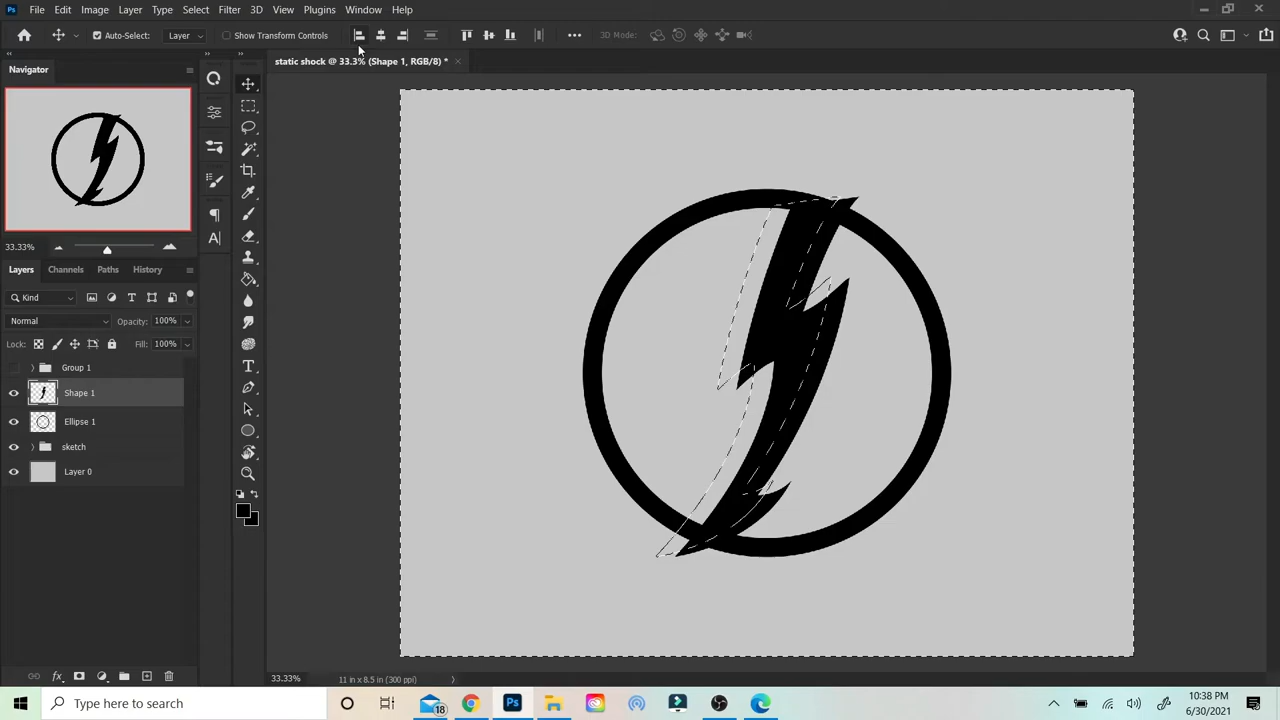 File Edit Image Layer Type Select Filter 3D View Plugins Window Help
Auto-Select: Layer Show Transform Controls 3D Mode:
Navigator
static shock @ 33.3% (Shape 1, RGB/8) *
33.33%
Layers Channels Paths History
Kind
Normal Opacity: 100%
Lock: Fill: 100%
Group 1
Shape 1
Ellipse 1
sketch
Layer 0
33.33% 11 in x 8.5 in (300 ppi)
Type here to search
18
Ps
10:38 PM
6/30/2021